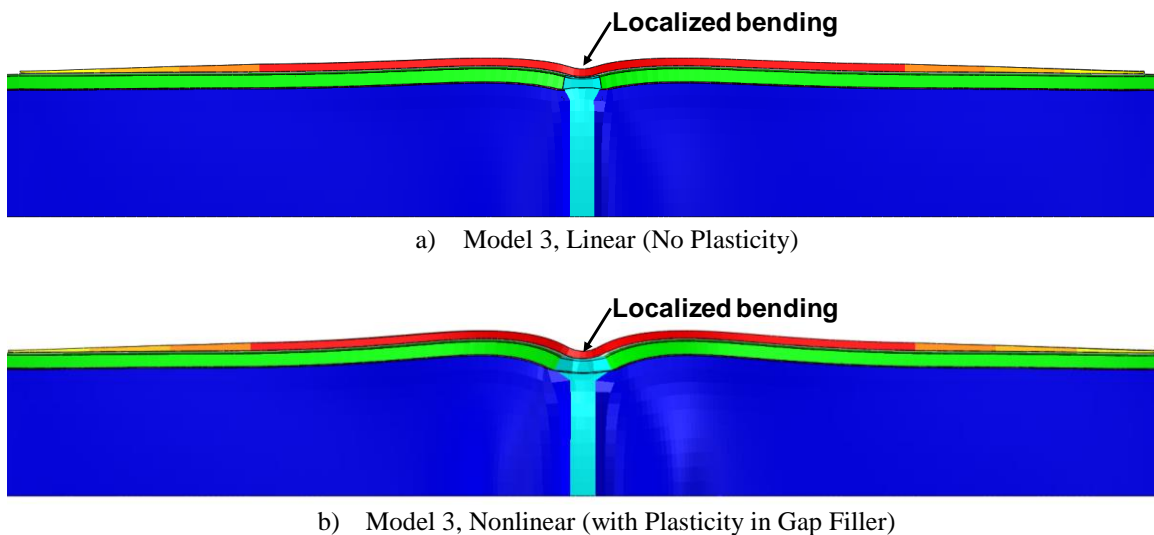 Localized bending
a) Model 3, Linear (No Plasticity)
Localized bending
b) Model 3, Nonlinear (with Plasticity in Gap Filler)